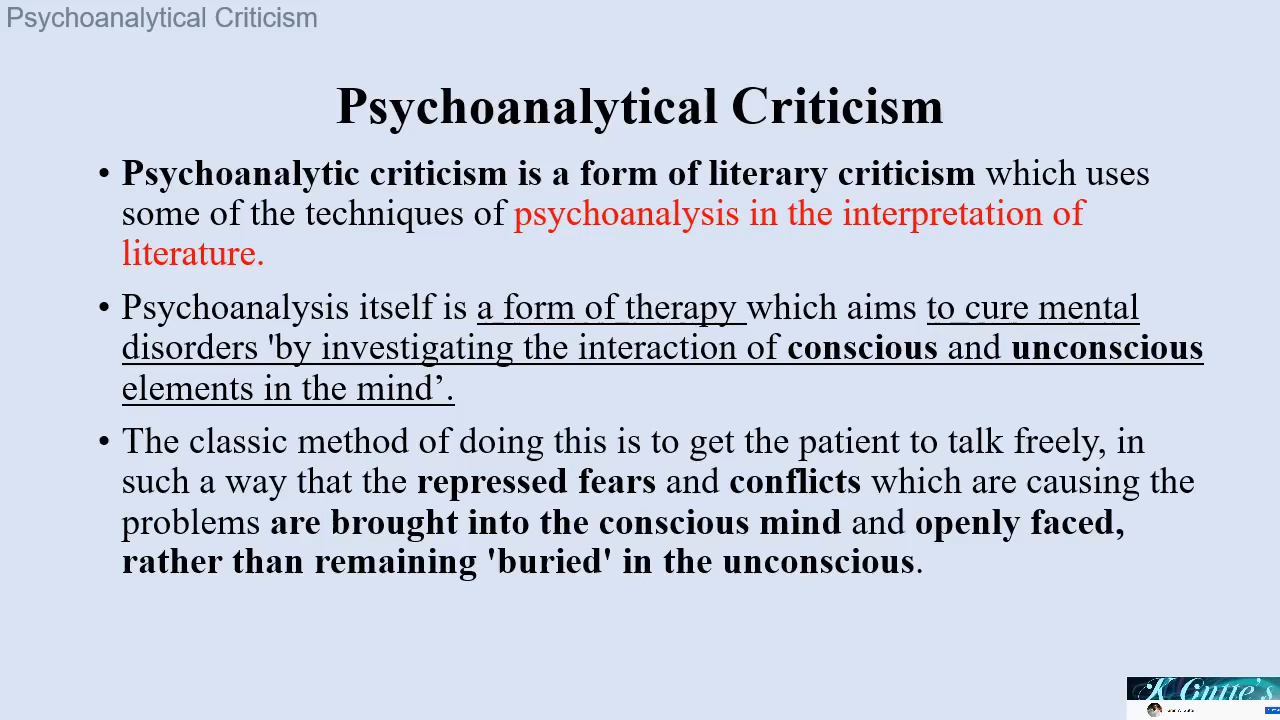 Psychoanalytical Criticism
Psychoanalytical Criticism
• Psychoanalytic criticism is a form of literary criticism which uses
some of the techniques of psychoanalysis in the interpretation of
literature.
• Psychoanalysis itself is a form of therapy which aims to cure mental
disorders 'by investigating the interaction of conscious and unconscious
elements in the mind’.
• The classic method of doing this is to get the patient to talk freely, in
such a way that the repressed fears and conflicts which are causing the
problems are brought into the conscious mind and openly faced,
rather than remaining 'buried' in the unconscious.